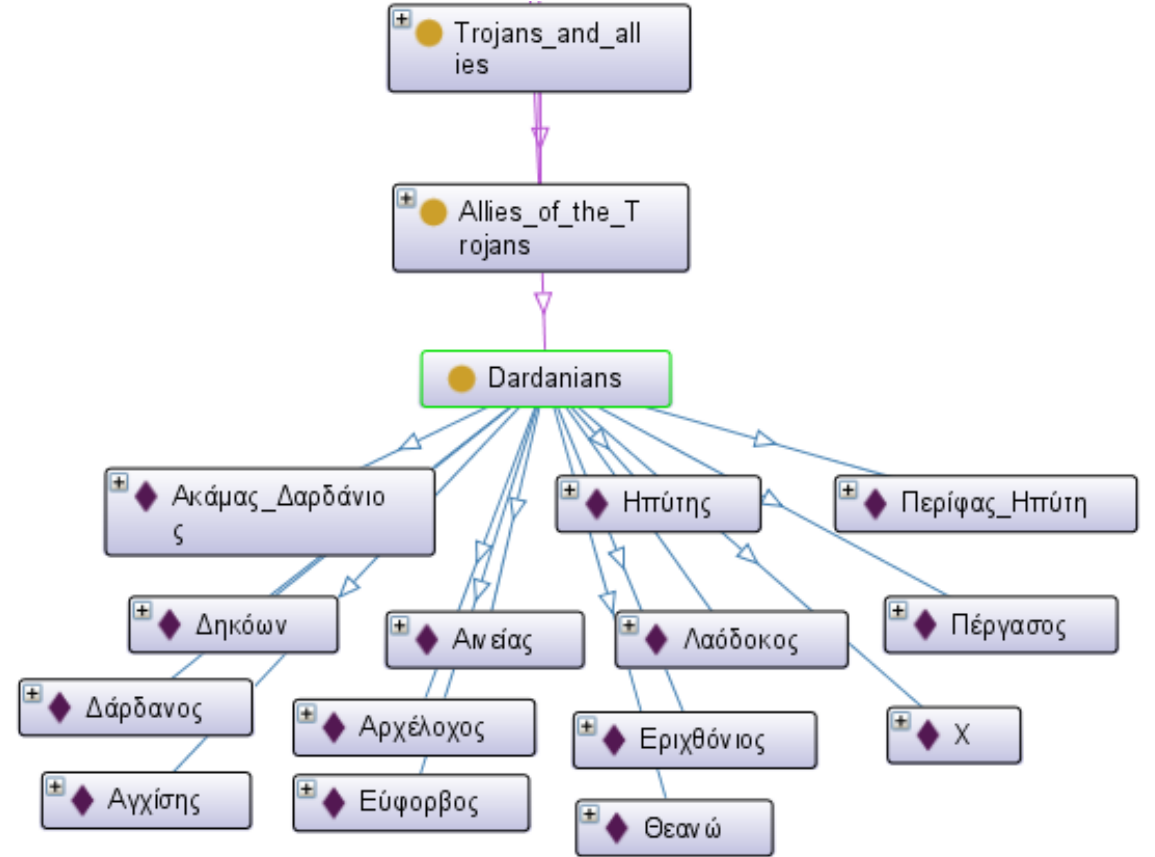 Trojans_and_all
ies
Allies_of_the_T
rojans
Dardanians
Ακάμας_Δαρδάνιο
ς
Ηπύτης
Περίφας_Ηπύτη
Δηκόων
Αινείας
Λαόδοκος
Πέργασος
Δάρδανος
Αρχέλοχος
Εριχθόνιος
Χ
Αγχίσης
Εύφορβος
Θεανώ